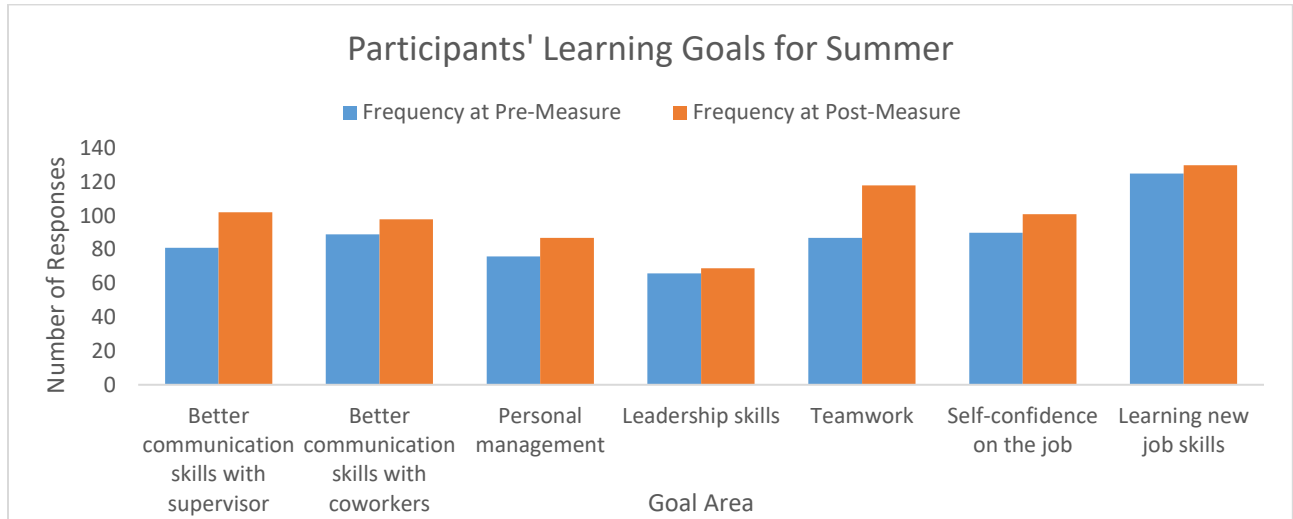 Participants' Learning Goals for Summer
Frequency at Pre-Measure
Frequency at Post-Measure
Number of Responses
140
120
100
80
60
40
20
0
Better
communication
skills with
supervisor
Better
communication
skills with
coworkers
Personal
management
Leadership skills
Teamwork
Self-confidence
on the job
Learning new
job skills
Goal Area